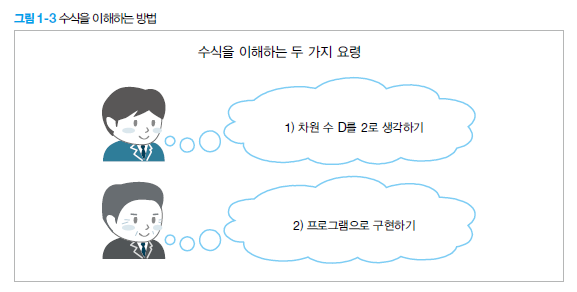 그림 1-3 수식을 이해하는 방법
수식을 이해하는 두 가지 요령
1) 차원 수 D를 2로 생각하기
2) 프로그램으로 구현하기